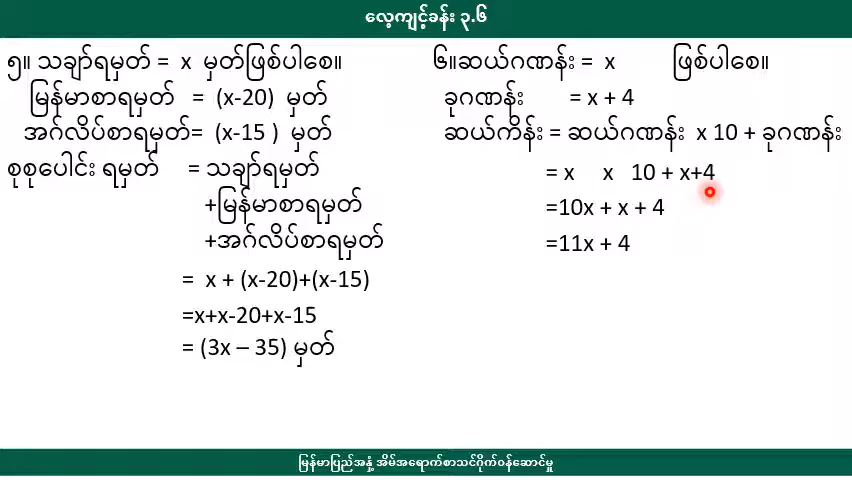 လေ့ကျင့်ခန်း ၃.၆
၅။ သချာ်ရမှတ် = x မှတ်ဖြစ်ပါစေ။
မြန်မာစာရမှတ် = (x-20) မှတ်
အင်္ဂလိပ်စာရမှတ်= (x-15 ) မှတ်
စုစုပေါင်း ရမှတ် = သချာ်ရမှတ်
+မြန်မာစာရမှတ်
+အင်္ဂလိပ်စာရမှတ်
= x + (x-20)+(x-15)
=x+x-20+x-15
= (3x – 35) မှတ်
၆။ဆယ်ဂဏန်း = x ဖြစ်ပါစေ။
ခုဂဏန်း = x + 4
ဆယ်ကိန်း = ဆယ်ဂဏန်း x 10 + ခုဂဏန်း
= x x 10 + x+4
=10x + x + 4
=11x + 4
မြန်မာပြည်အနှံ့ အိမ်အရောက်စာသင်ဂိုက်ဝန်ဆောင်မှု